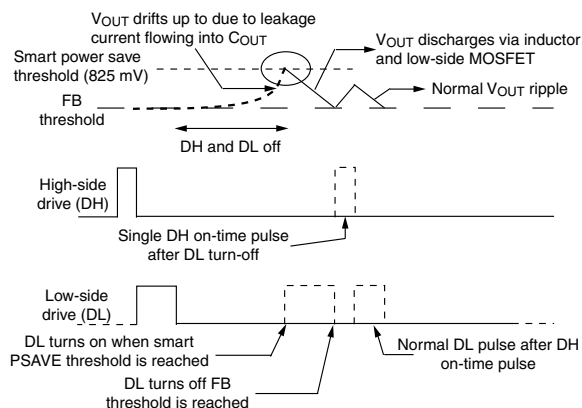 VOUT drifts up to due to leakage
current flowing into COUT
Smart power save
threshold (825 mV)
VOUT discharges via inductor
and low-side MOSFET
FB
threshold
Normal VOUT ripple
DH and DL off
High-side
drive (DH)
Single DH on-time pulse
after DL turn-off
Low-side
drive (DL)
DL turns on when smart
PSAVE threshold is reached
Normal DL pulse after DH
on-time pulse
DL turns off FB
threshold is reached